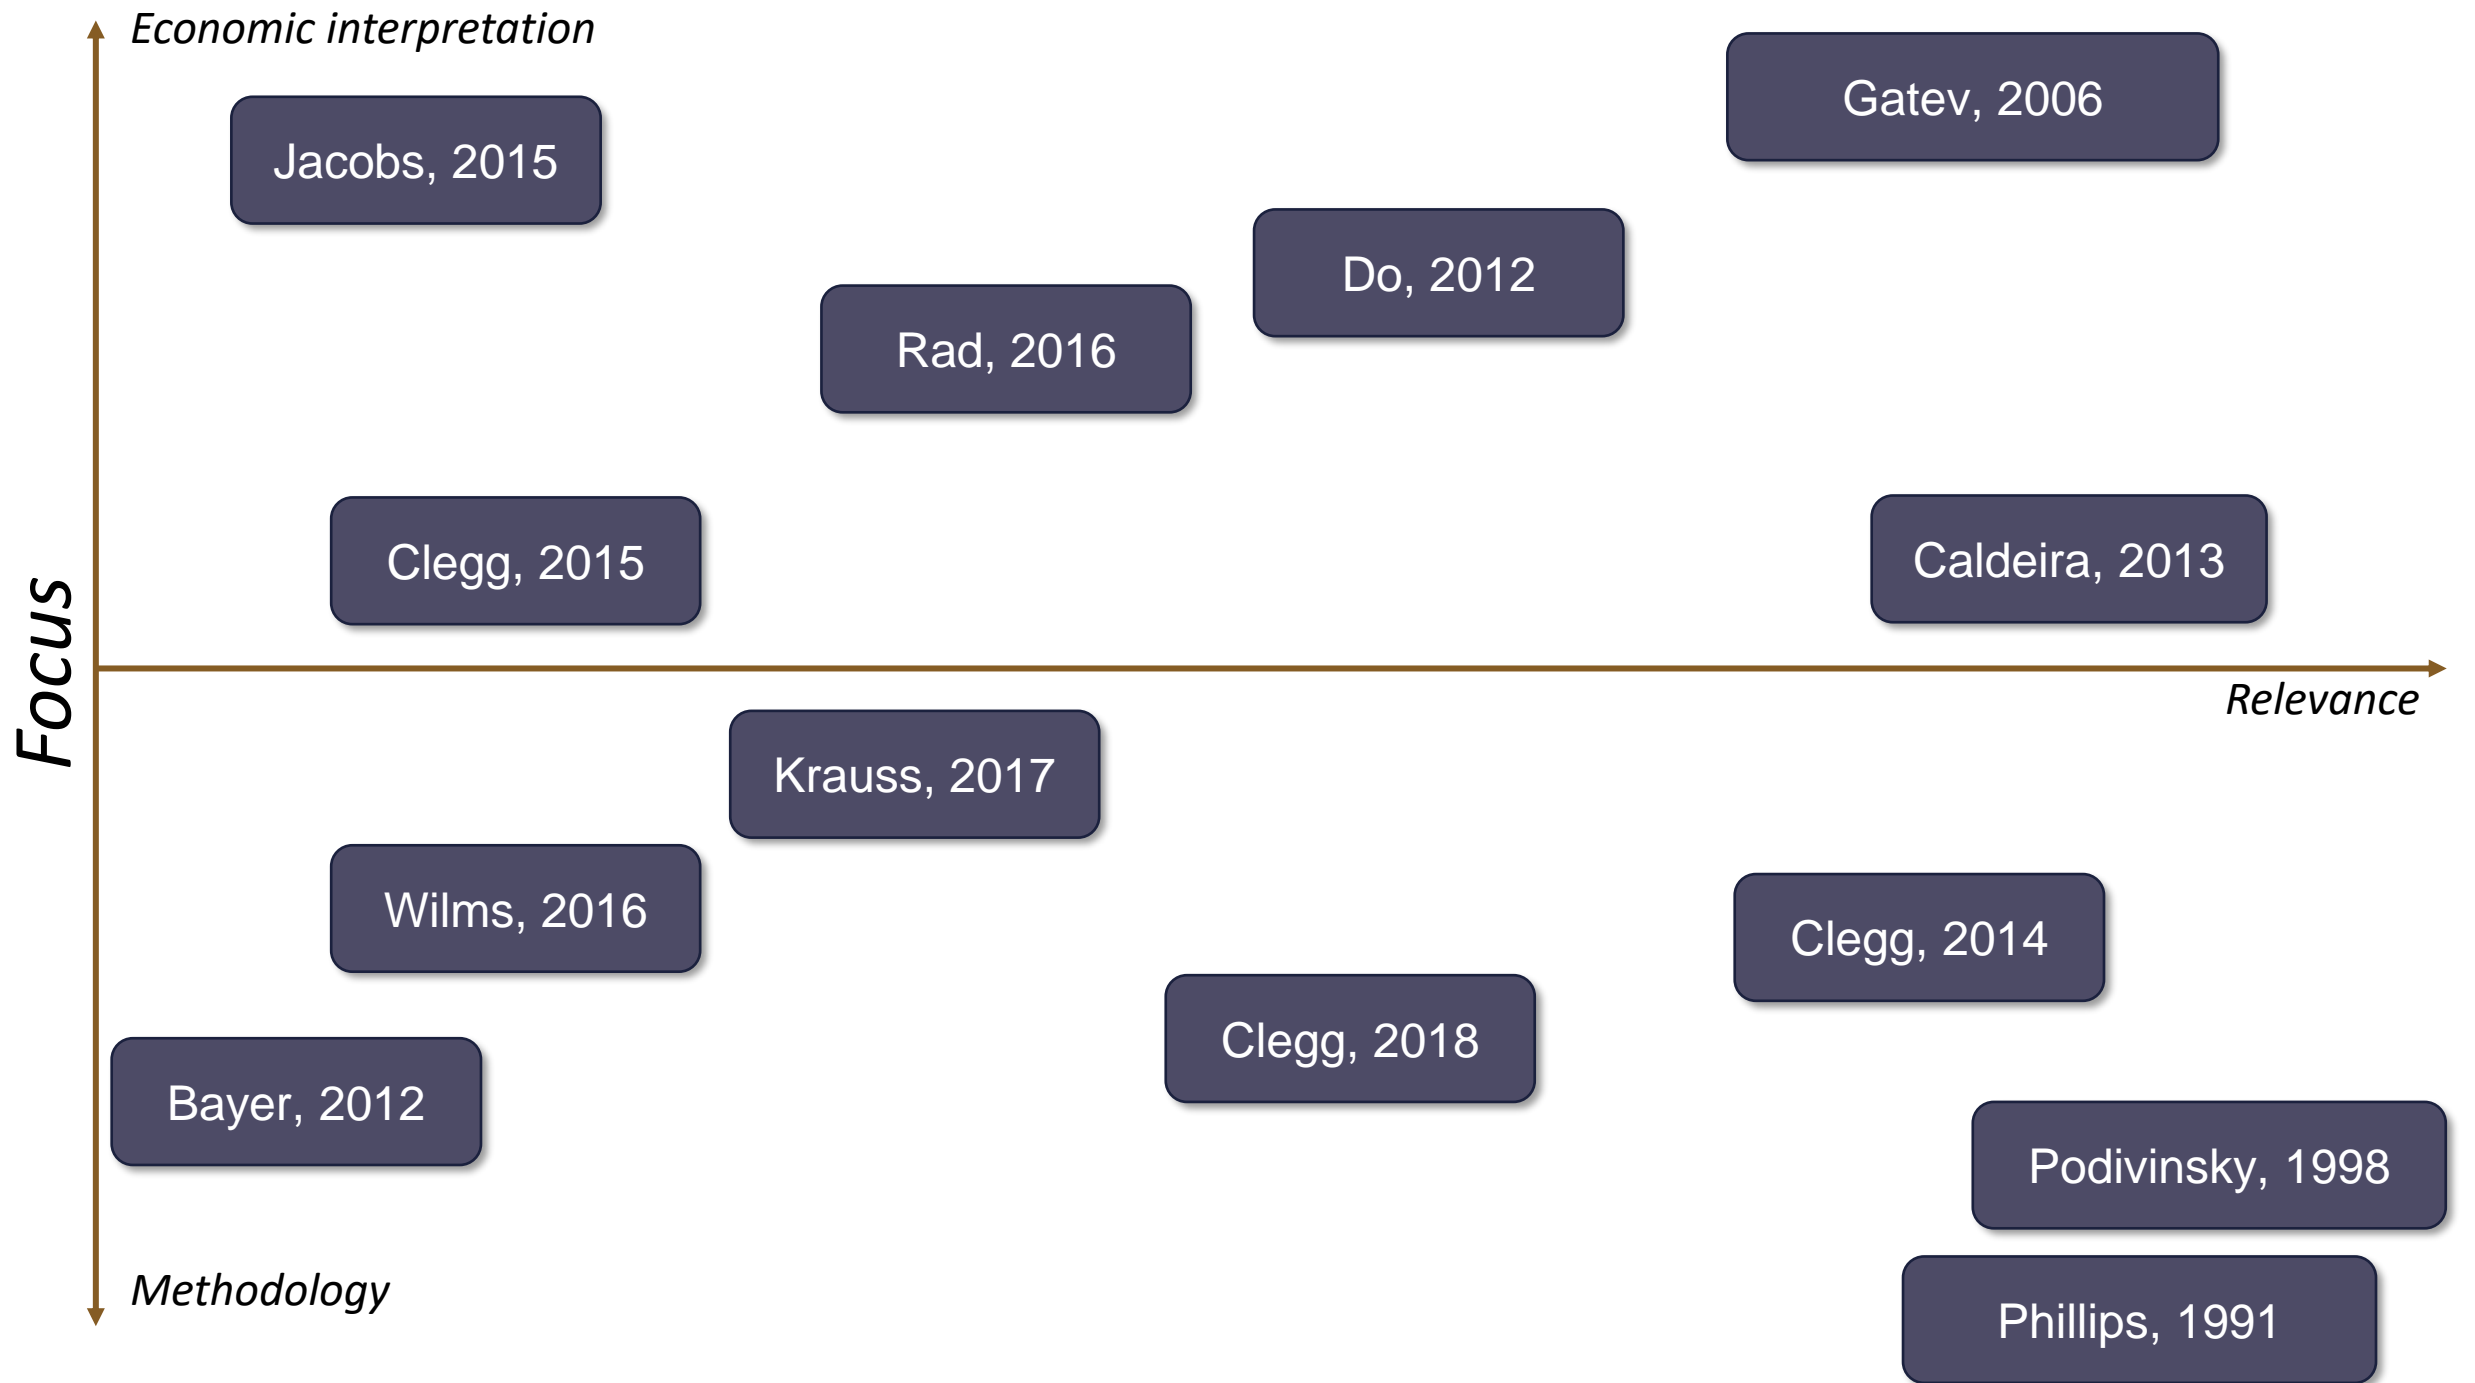 Economic interpretation
Gatev, 2006
Jacobs, 2015
Do, 2012
Rad, 2016
Clegg, 2015
Caldeira, 2013
Focus
Relevance
Krauss, 2017
Wilms, 2016
Clegg, 2014
Clegg, 2018
Bayer, 2012
Podivinsky, 1998
Methodology
Phillips, 1991